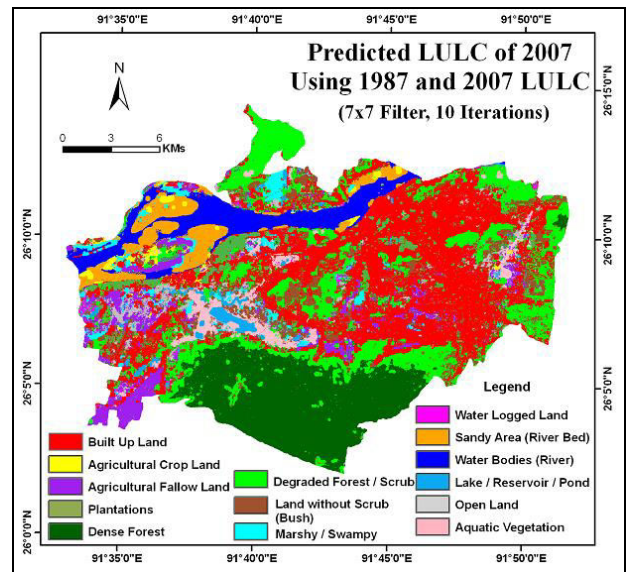 91°35'0"E 91°40'0"E 91°45'0"E 91°50'0"E
Predicted LULC of 2007
Using 1987 and 2007 LULC
(7x7 Filter, 10 Iterations)
N
0 3 6
KMs
26°15'0"N
26°10'0"N 26°10'0"N
26°5'0"N 26°5'0"N
26°0'0"N
Legend
Built Up Land
Agricultural Crop Land
Agricultural Fallow Land
Plantations
Dense Forest
Degraded Forest / Scrub
Land without Scrub
(Bush)
Marshy / Swampy
Water Logged Land
Sandy Area (River Bed)
Water Bodies (River)
Lake / Reservoir / Pond
Open Land
Aquatic Vegetation
91°35'0"E 91°40'0"E 91°45'0"E 91°50'0"E